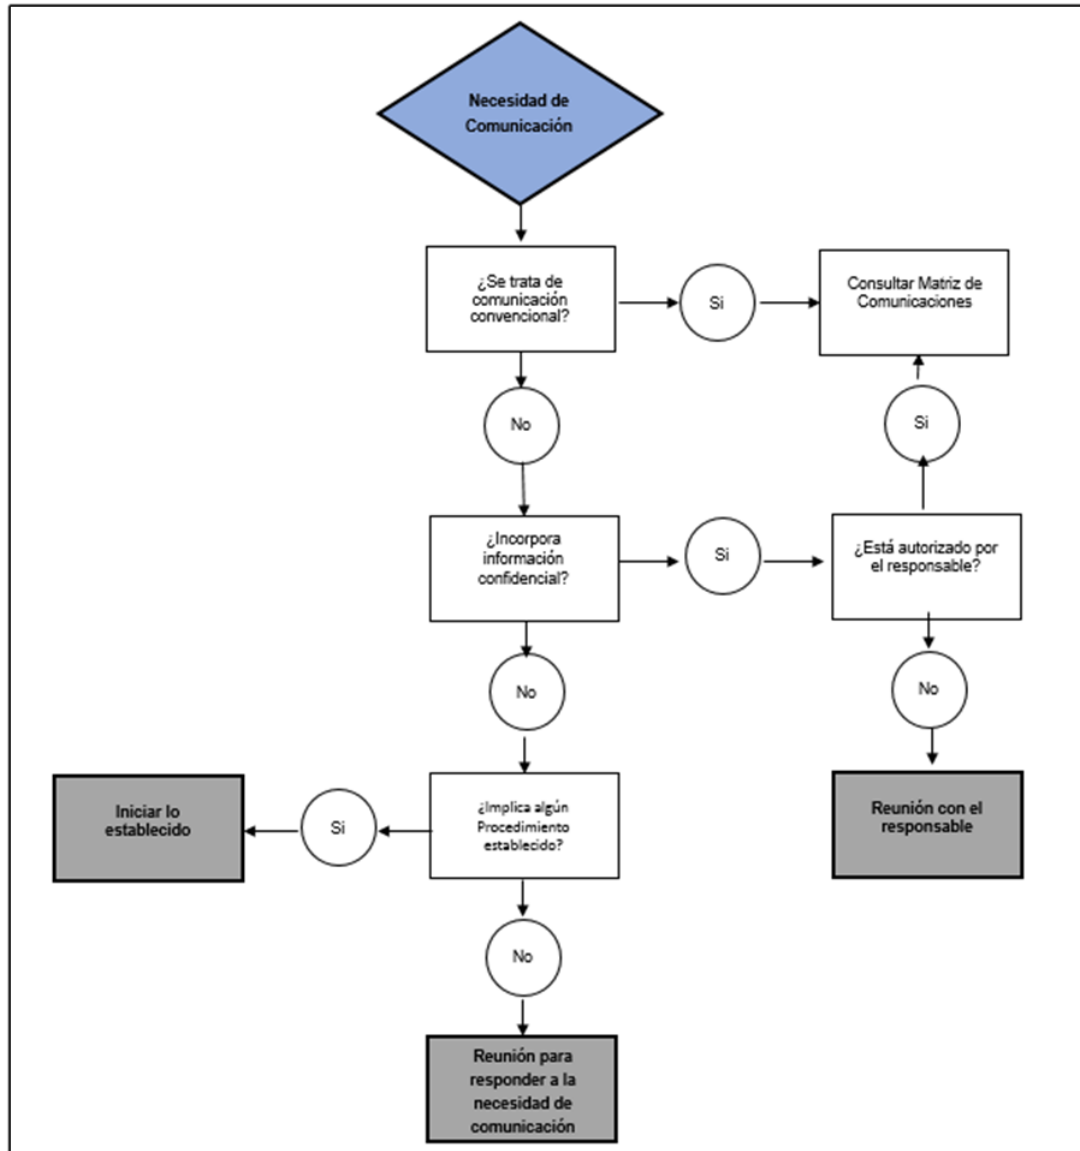 Necesidad de
Comunicación
¿Se trata de
comunicación
convencional?
Si
Consultar Matriz de
Comunicaciones
No
Si
¿Incorpora
información
confidencial?
Si
¿Está autorizado por
el responsable?
No
No
Iniciar lo
establecido
Si
¿Implica algún
Procedimiento
establecido?
Reunión con el
responsable
No
Reunión para
responder a la
necesidad de
comunicación